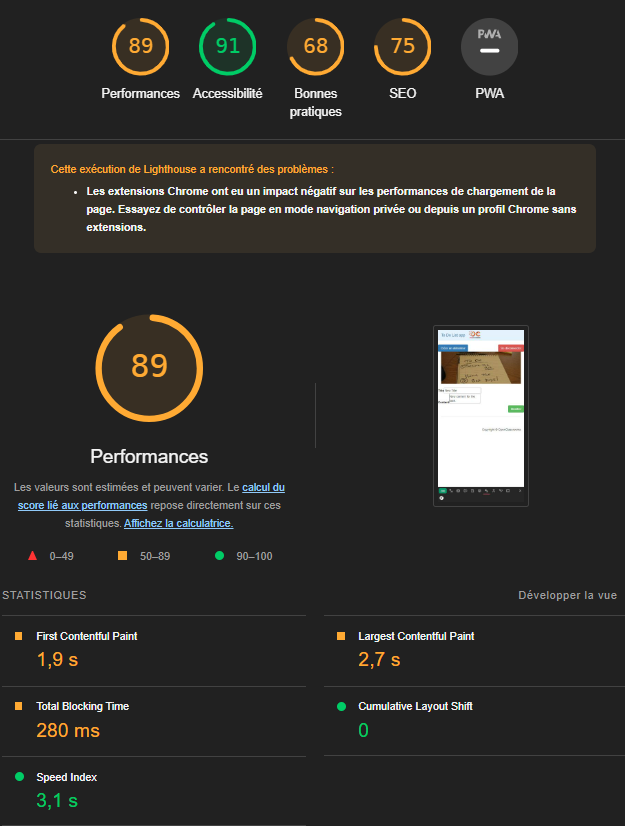 89
91
68
75
PWA
Performances
Accessibilité
Bonnes
pratiques
SEO
PWA
Cette exécution de Lighthouse a rencontré des problèmes :
• Les extensions Chrome ont eu un impact négatif sur les performances de chargement de la
page. Essayez de contrôler la page en mode navigation privée ou depuis un profil Chrome sans
extensions.
89
Performances
Les valeurs sont estimées et peuvent varier. Le calcul du
score lié aux performances repose directement sur ces
statistiques. Affichez la calculatrice.
0–49
50–89
90–100
STATISTIQUES
Développer la vue
First Contentful Paint
1,9 s
Largest Contentful Paint
2,7 s
Total Blocking Time
280 ms
Cumulative Layout Shift
0
Speed Index
3,1 s